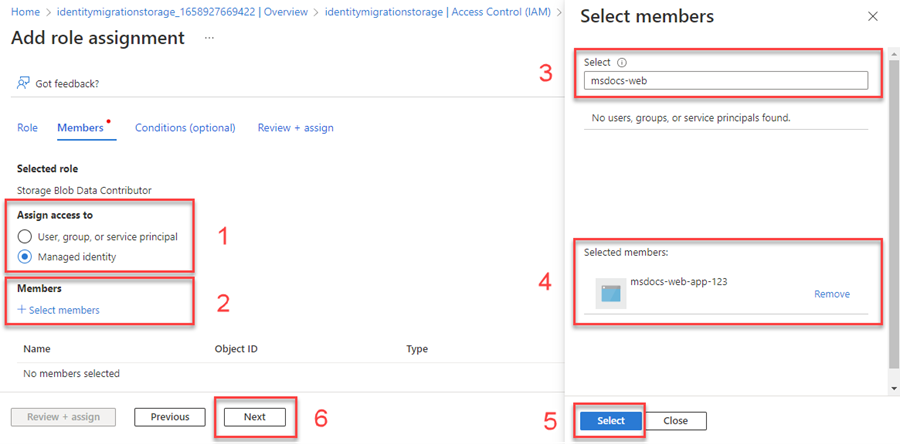 Home > identitymigrationstorage_1658927669422 | Overview > identitymigrationstorage | Access Control (IAM) >
Add role assignment ...
Got feedback?
Role Members Conditions (optional) Review + assign
Selected role
Storage Blob Data Contributor
Assign access to
User, group, or service principal
Managed identity
1
Members
+ Select members
2
Name Object ID Type
No members selected
Review + assign Previous Next
6
Select members
3
Select
msdocs-web
No users, groups, or service principals found.
4
Selected members:
msdocs-web-app-123
Remove
5
Select Close